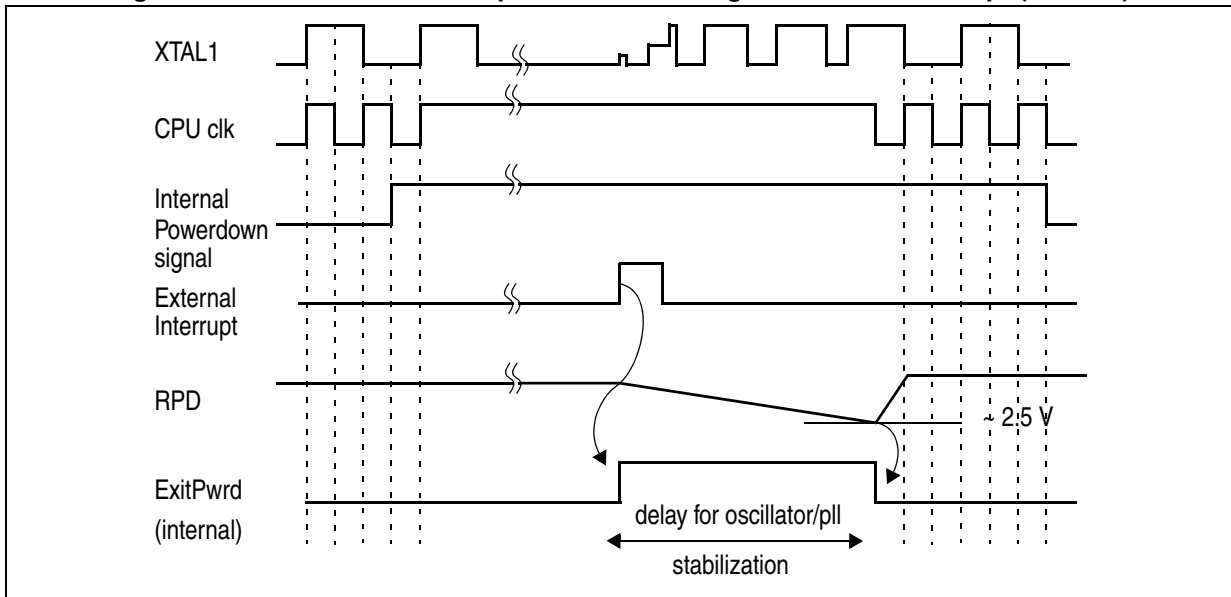 XTAL1
CPU clk
Internal
Powerdown
signal
External
Interrupt
RPD
~ 2.5 V
ExitPwrd
(internal)
delay for oscillator/pll
stabilization